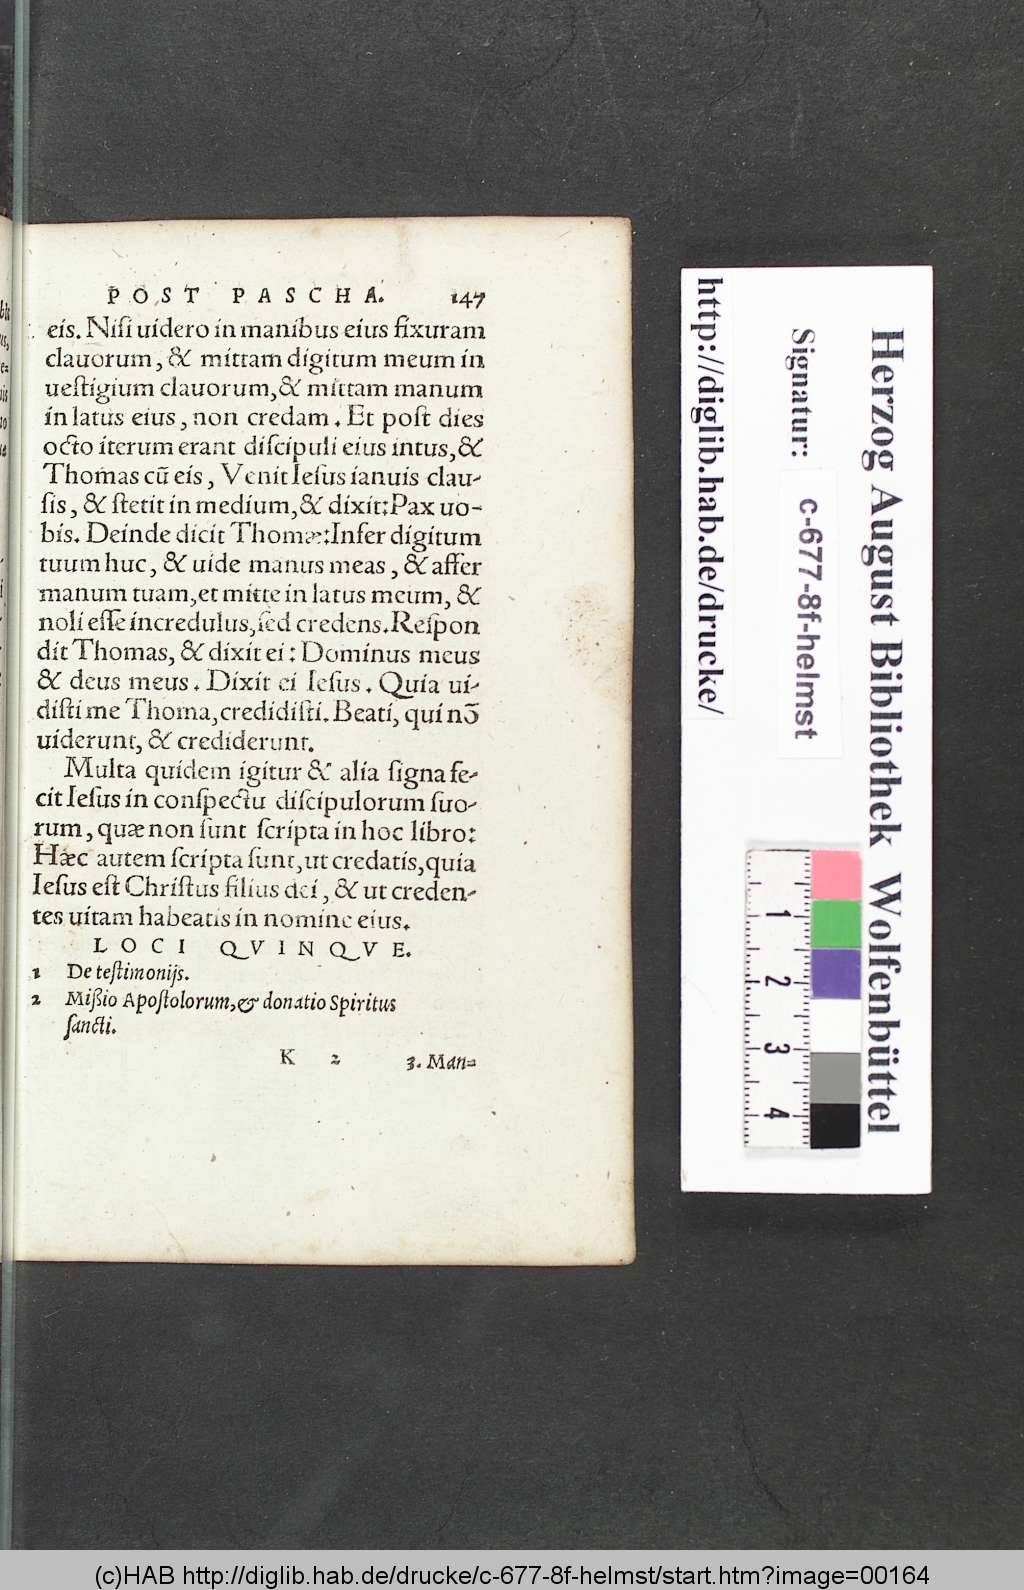 POST PASCHA. 147
eis. Nisi uidero in manibus eius fixuram
clauorum, & mittam digitum meum in
uestigium clauorum, & mittam manum
in latus eius, non credam. Et post dies
octo iterum erant discipuli eius intus, &
Thomas cū eis, Venit Iesus ianuis clau-
sis, & stetit in medium, & dixit: Pax uo-
bis. Deinde dicit Thomæ: Infer digitum
tuum huc, & uide manus meas, & affer
manum tuam, et mitte in latus meum, &
noli esse incredulus, sed credens. Respon
dit Thomas, & dixit ei: Dominus meus
& deus meus. Dixit ei Iesus. Quia ui-
disti me Thoma, credidisti. Beati, qui nō
uiderunt, & crediderunt.
Multa quidem igitur & alia signa fe-
cit Iesus in conspectu discipulorum suo-
rum, quæ non sunt scripta in hoc libro:
Hæc autem scripta sunt, ut credatis, quia
Iesus est Christus filius dei, & ut creden-
tes uitam habeatis in nomine eius.
LOCI QVINQVE.
1 De testimonijs.
2 Mißio Apostolorum, & donatio Spiritus
sancti.
K 2 3. Man=
Herzog August Bibliothek Wolfenbüttel
Signatur: c-677-8f-helmst
http://diglib.hab.de/drucke/
1 2 3 4
(c)HAB http://diglib.hab.de/drucke/c-677-8f-helmst/start.htm?image=00164